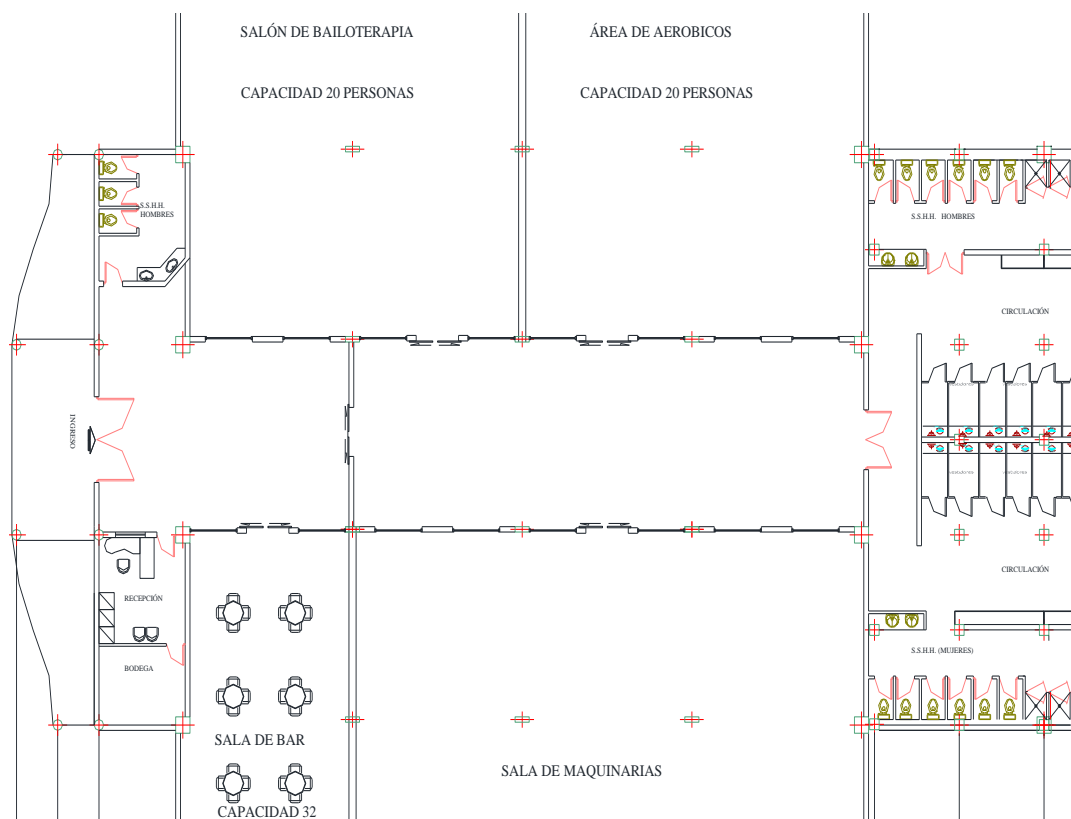 SALÓN DE BAILOTERAPIA
ÁREA DE AEROBICOS
CAPACIDAD 20 PERSONAS
CAPACIDAD 20 PERSONAS
S.S.H.H.
HOMBRES
S.S.H.H. HOMBRES
CIRCULACIÓN
INGRESO
CIRCULACIÓN
RECEPCIÓN
BODEGA
S.S.H.H. (MUJERES)
SALA DE BAR
SALA DE MAQUINARIAS
CAPACIDAD 32